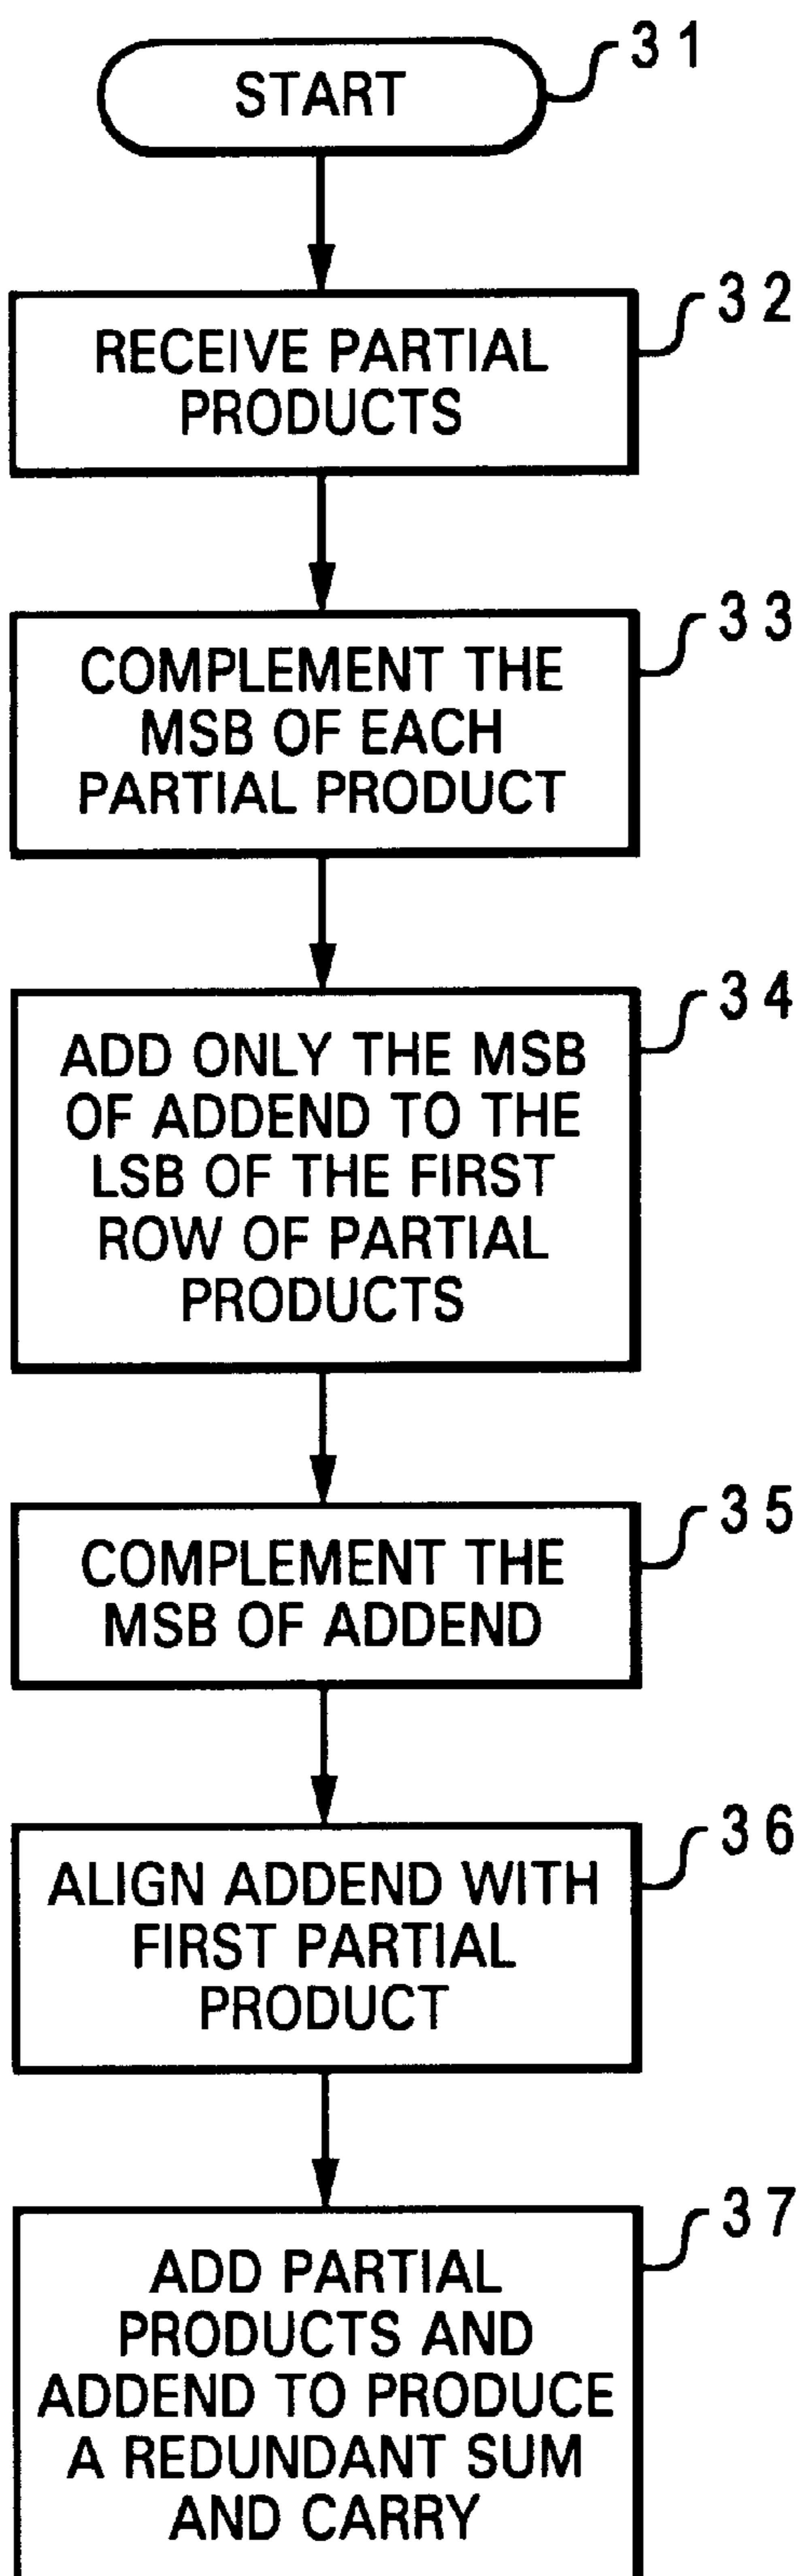 START
31
RECEIVE PARTIAL
PRODUCTS
32
COMPLEMENT THE
MSB OF EACH
PARTIAL PRODUCT
33
ADD ONLY THE MSB
OF ADDEND TO THE
LSB OF THE FIRST
ROW OF PARTIAL
PRODUCTS
34
COMPLEMENT THE
MSB OF ADDEND
35
ALIGN ADDEND WITH
FIRST PARTIAL
PRODUCT
36
ADD PARTIAL
PRODUCTS AND
ADDEND TO PRODUCE
A REDUNDANT SUM
AND CARRY
37